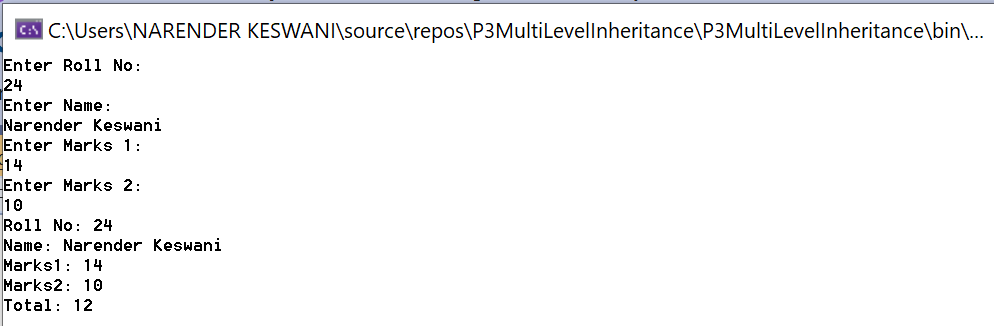 C:\Users\NARENDER KESWANI\source\repos\P3MultiLevelInheritance\P3MultiLevelInheritance\bin\...
Enter Roll No:
24
Enter Name:
Narender Keswani
Enter Marks 1:
14
Enter Marks 2:
10
Roll No: 24
Name: Narender Keswani
Marks1: 14
Marks2: 10
Total: 12